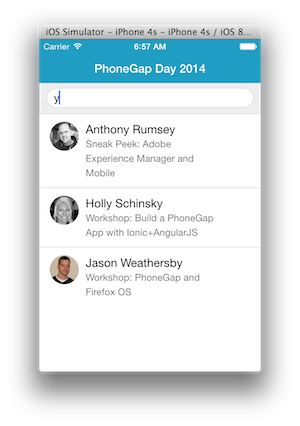 iOS Simulator – iPhone 4s – iPhone 4s / iOS 8...
Carrier 6:57 AM
PhoneGap Day 2014
y
Anthony Rumsey
Sneak Peek: Adobe
Experience Manager and
Mobile
Holly Schinsky
Workshop: Build a PhoneGap
App with Ionic+AngularJS
Jason Weathersby
Workshop: PhoneGap and
Firefox OS